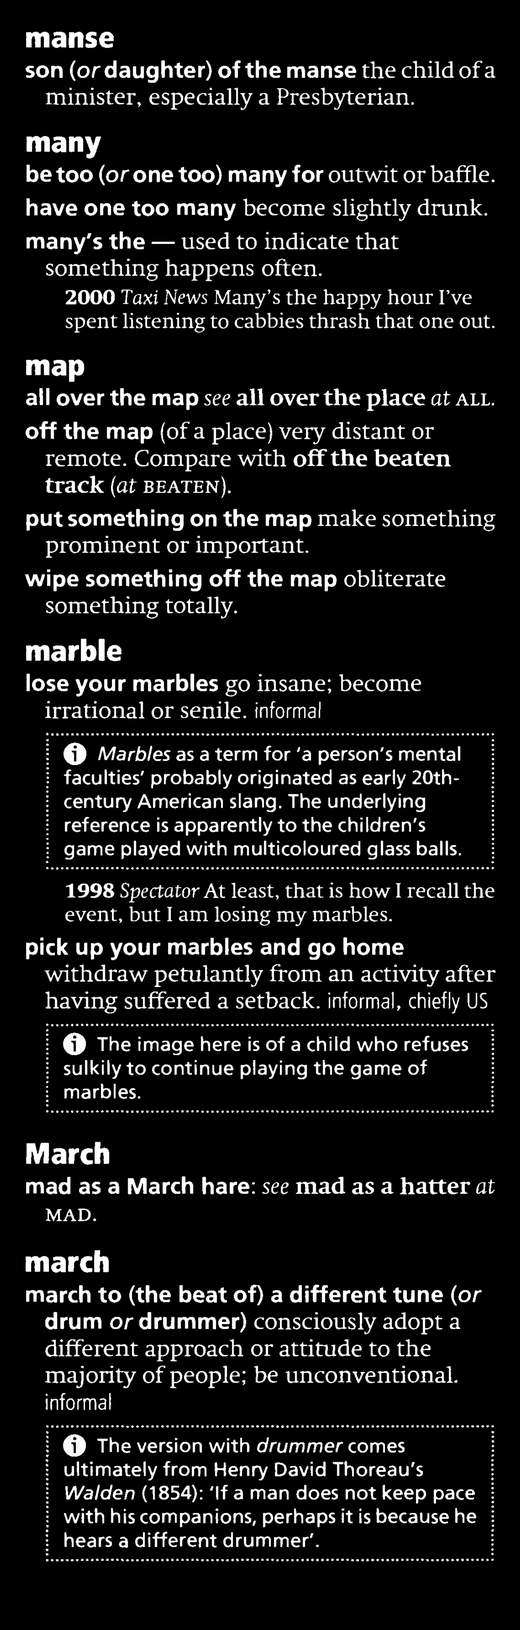 manse
son (or daughter) of the manse the child of a
minister, especially a Presbyterian.
many
be too (or one too) many for outwit or baffle.
have one too many become slightly drunk.
many's the — used to indicate that
something happens often.
2000 Taxi News Many's the happy hour I've
spent listening to cabbies thrash that one out.
map
all over the map see all over the place at ALL.
off the map (of a place) very distant or
remote. Compare with off the beaten
track (at BEATEN).
put something on the map make something
prominent or important.
wipe something off the map obliterate
something totally.
marble
lose your marbles go insane; become
irrational or senile. informal
i Marbles as a term for 'a person's mental
faculties' probably originated as early 20th-
century American slang. The underlying
reference is apparently to the children's
game played with multicoloured glass balls.
1998 Spectator At least, that is how I recall the
event, but I am losing my marbles.
pick up your marbles and go home
withdraw petulantly from an activity after
having suffered a setback. informal, chiefly US
i The image here is of a child who refuses
sulkily to continue playing the game of
marbles.
March
mad as a March hare: see mad as a hatter at
MAD.
march
march to (the beat of) a different tune (or
drum or drummer) consciously adopt a
different approach or attitude to the
majority of people; be unconventional.
informal
i The version with drummer comes
ultimately from Henry David Thoreau's
Walden (1854): 'If a man does not keep pace
with his companions, perhaps it is because he
hears a different drummer'.